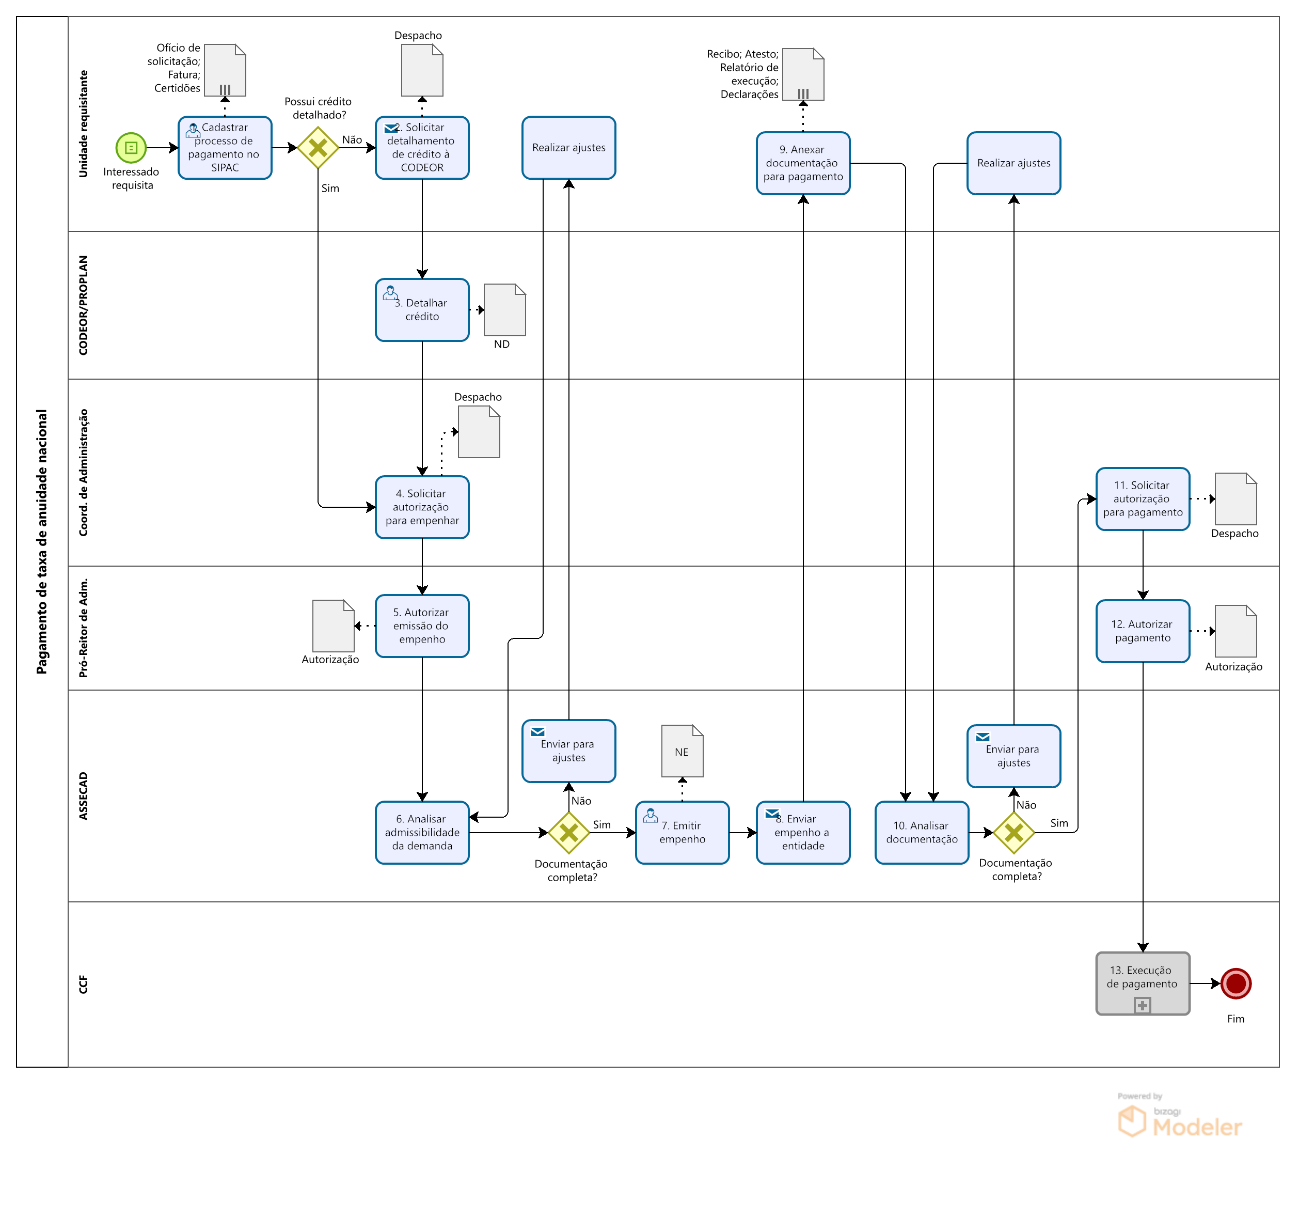 Pagamento de taxa de anuidade nacional
Unidade requisitante
Interessado
requisita
Ofício de
solicitação;
Fatura;
Certidões
Cadastrar
processo de
pagamento no
SIPAC
Possui crédito
detalhado?
Não
Sim
Despacho
2. Solicitar
detalhamento
de crédito à
CODEOR
Realizar ajustes
Recibo; Atesto;
Relatório de
execução;
Declarações
9. Anexar
documentação
para pagamento
Realizar ajustes
CODEOR/PROPLAN
3. Detalhar
crédito
ND
Coord. de Administração
Despacho
4. Solicitar
autorização
para empenhar
11. Solicitar
autorização
para pagamento
Despacho
Pró-Reitor de Adm.
Autorização
5. Autorizar
emissão do
empenho
12. Autorizar
pagamento
Autorização
ASSECAD
6. Analisar
admissibilidade
da demanda
Enviar para
ajustes
Não
Sim
Documentação
completa?
NE
7. Emitir
empenho
8. Enviar
empenho a
entidade
10. Analisar
documentação
Enviar para
ajustes
Não
Sim
Documentação
completa?
CCF
13. Execução
de pagamento
Fim
Powered by
bizagi
Modeler